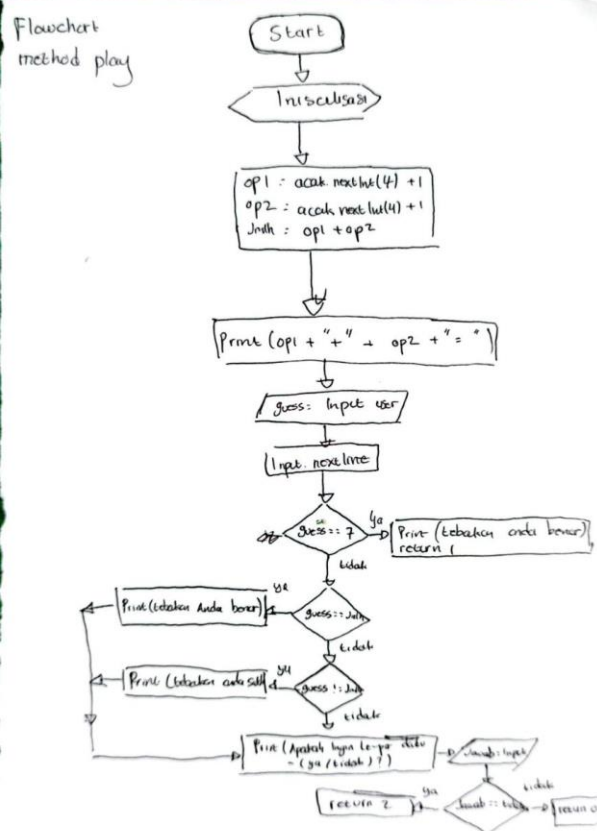 Flowchart
method play
Start
Inisialisasi
op1 = acak.nextInt(4) +1
op2 = acak.nextInt(4) +1
Jmlh = op1 + op2
Print (op1 + "+" + op2 + "=")
guess = Input user
Input.nextline
guess == 7
Ya
Print (tebakan anda benar)
return 1
tidak
ya
Print (tebakan Anda benar)
guess == Jmlh
tidak
ya
Print (tebakan anda salah
guess != Jmlh
tidak
Print (Apakah Ingin
- (ya / tidak)?)
Jawab = Input
ya
tidak
return 2
Jawab ==
return 0